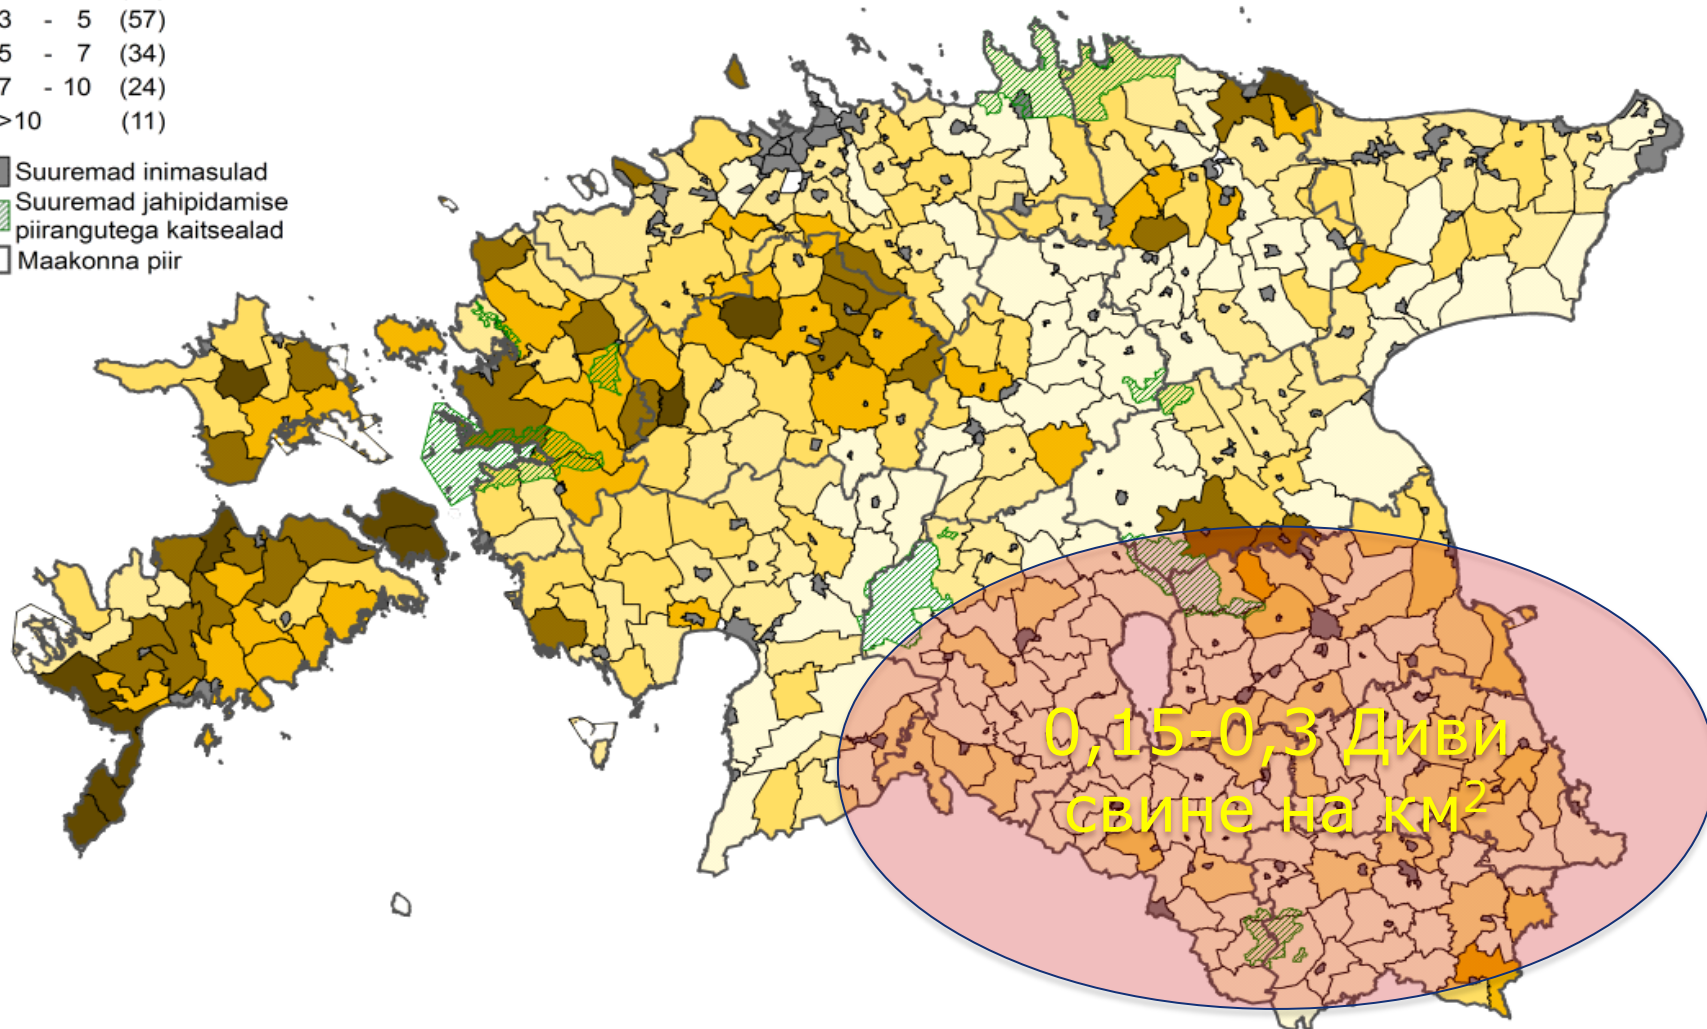 3 - 5 (57)
5 - 7 (34)
7 - 10 (24)
>10 (11)
Suuremad inimasulad
Suuremad jahipidamise
piirangutega kaitsealad
Maakonna piir
0,15-0,3 Диви
свине на км²